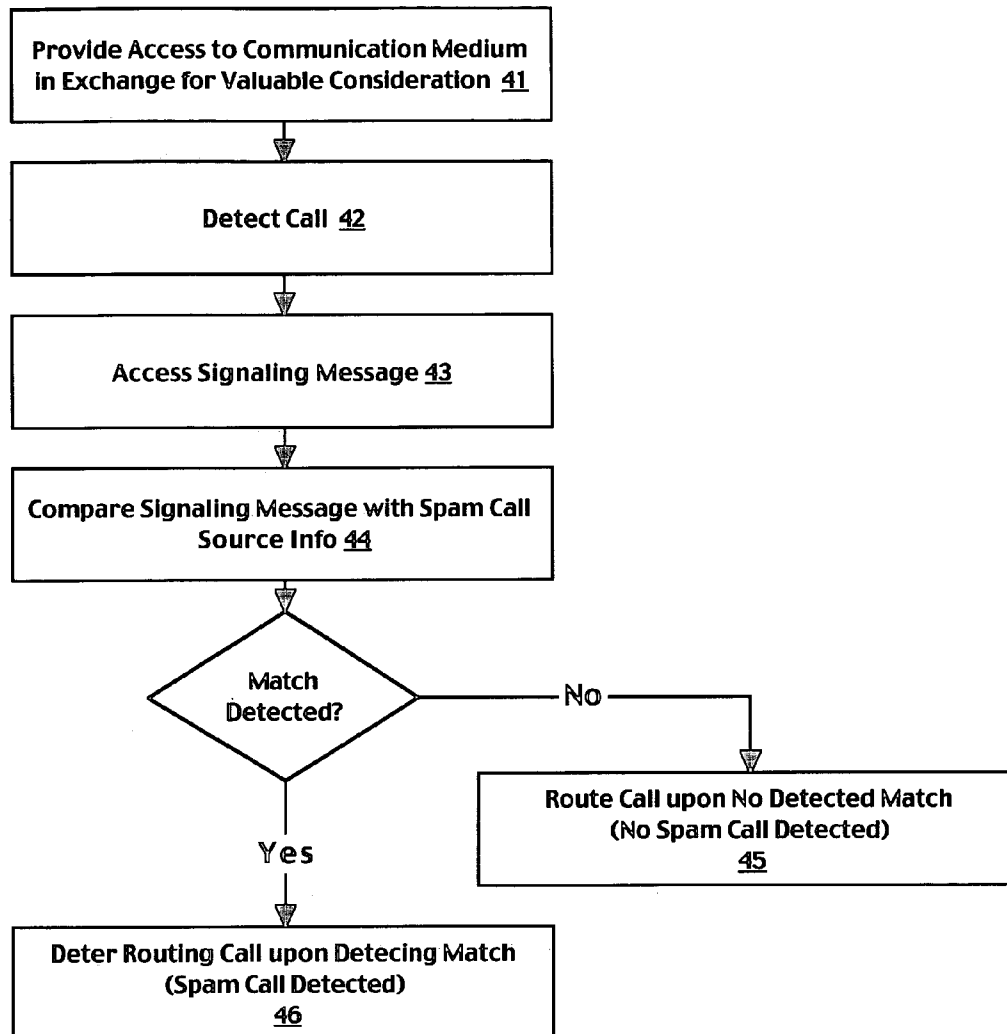 Provide Access to Communication Medium
in Exchange for Valuable Consideration 41
Detect Call 42
Access Signaling Message 43
Compare Signaling Message with Spam Call
Source Info 44
Match
Detected?
No
Route Call upon No Detected Match
(No Spam Call Detected)
45
Yes
Deter Routing Call upon Detecing Match
(Spam Call Detected)
46